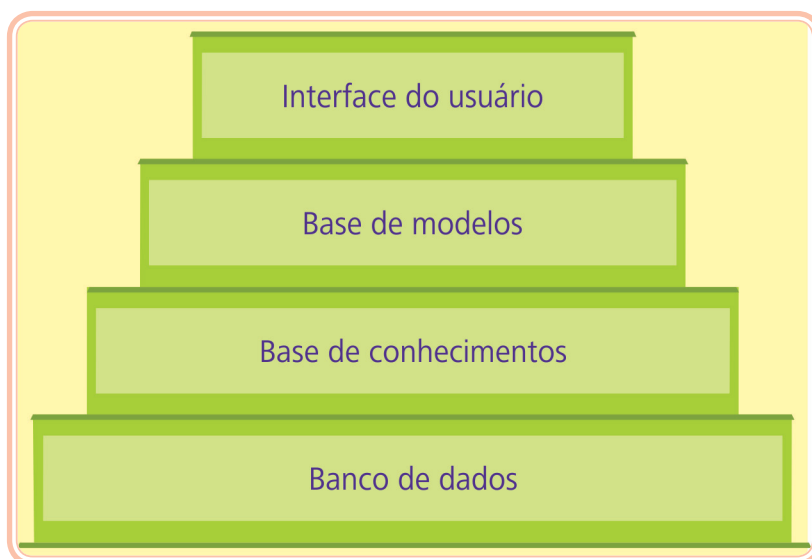 Interface do usuário
Base de modelos
Base de conhecimentos
Banco de dados